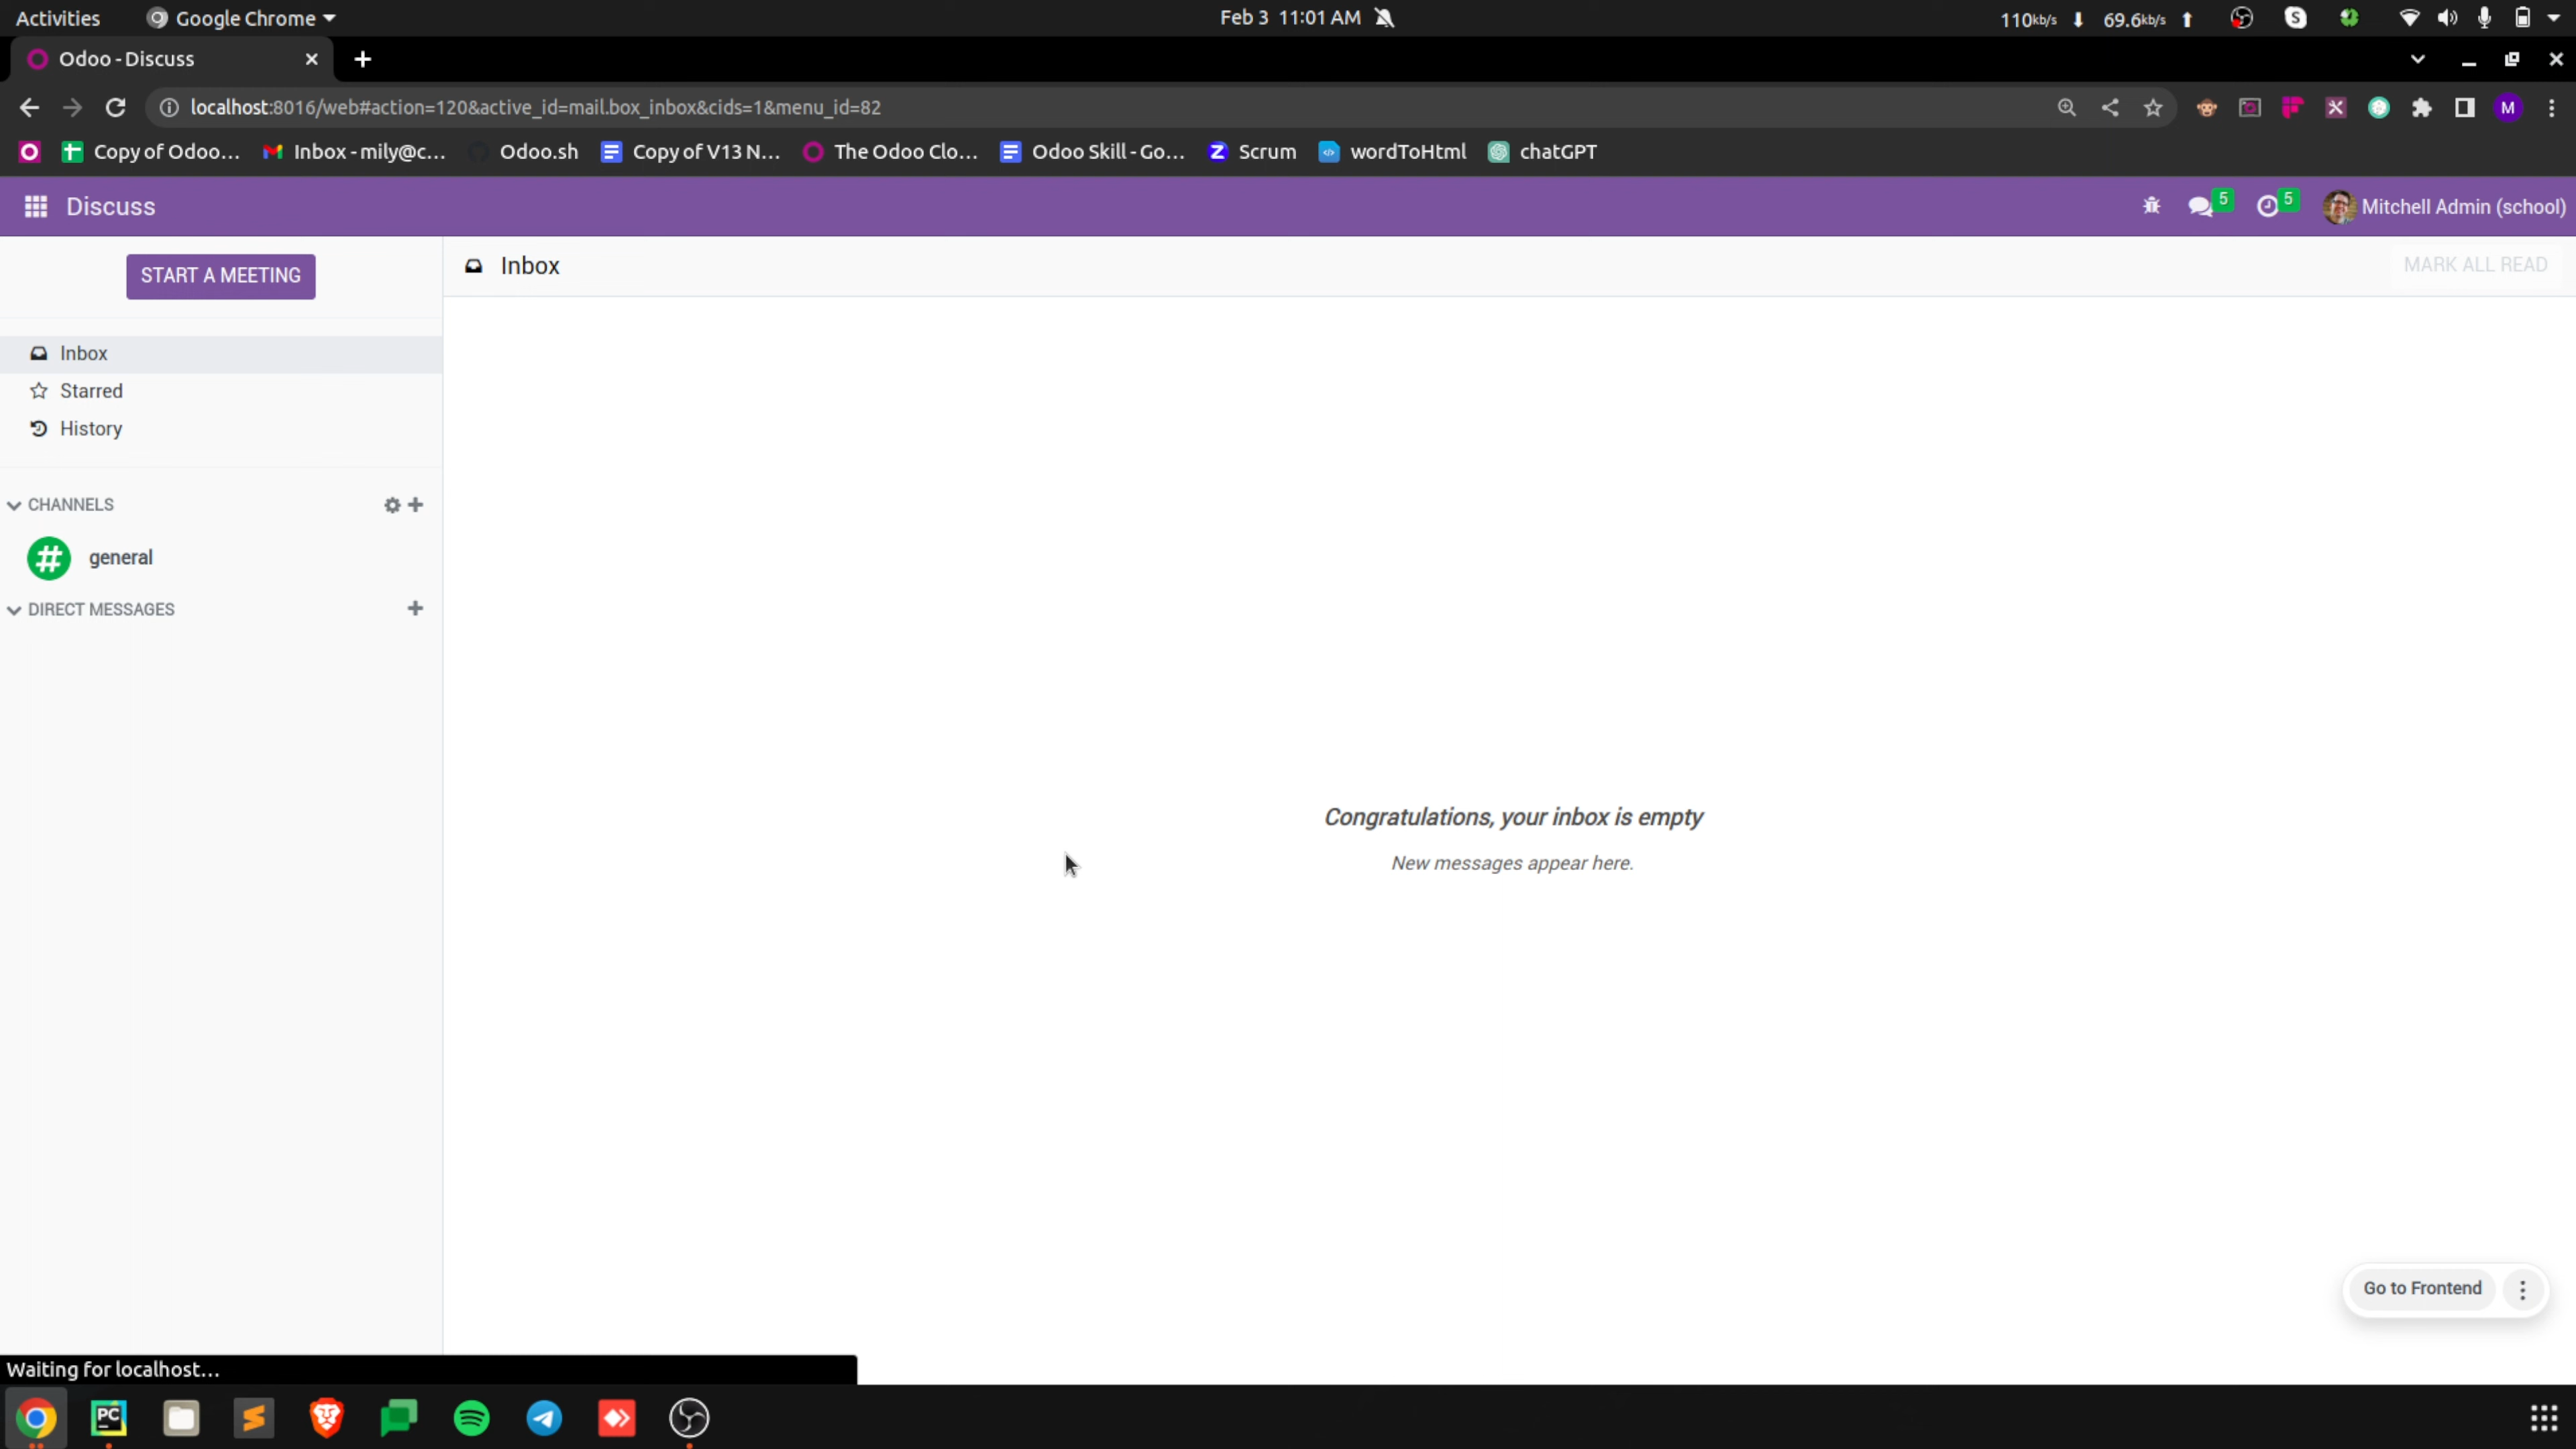 Activities
Google Chrome
Feb 3 11:01 AM
110kb/s
69.6kb/s
Odoo - Discuss
localhost:8016/web#action=120&active_id=mail.box_inbox&cids=1&menu_id=82
M
Copy of Odoo...
Inbox - mily@c...
Odoo.sh
Copy of V13 N...
The Odoo Clo...
Odoo Skill - Go...
Scrum
wordToHtml
chatGPT
Discuss
5
5
Mitchell Admin (school)
START A MEETING
Inbox
MARK ALL READ
Inbox
Starred
History
CHANNELS
general
DIRECT MESSAGES
Congratulations, your inbox is empty
New messages appear here.
Go to Frontend
Waiting for localhost...
PC